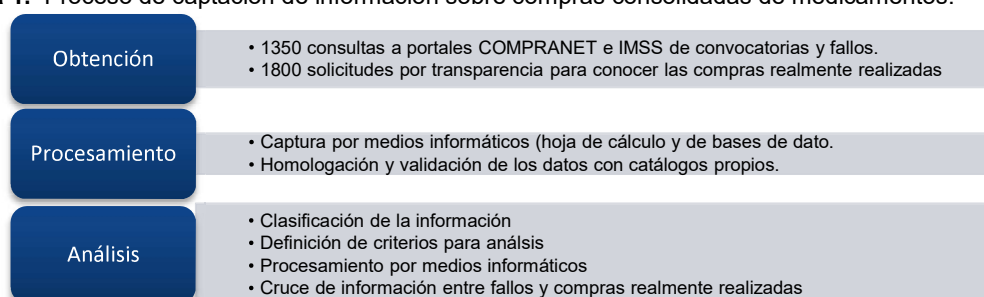 1. Proceso de captación de información sobre compras consolidadas de medicamentos.
Obtención
• 1350 consultas a portales COMPRANET e IMSS de convocatorias y fallos.
• 1800 solicitudes por transparencia para conocer las compras realmente realizadas
Procesamiento
• Captura por medios informáticos (hoja de cálculo y de bases de dato.
• Homologación y validación de los datos con catálogos propios.
Análisis
• Clasificación de la información
• Definición de criterios para análsis
• Procesamiento por medios informáticos
• Cruce de información entre fallos y compras realmente realizadas